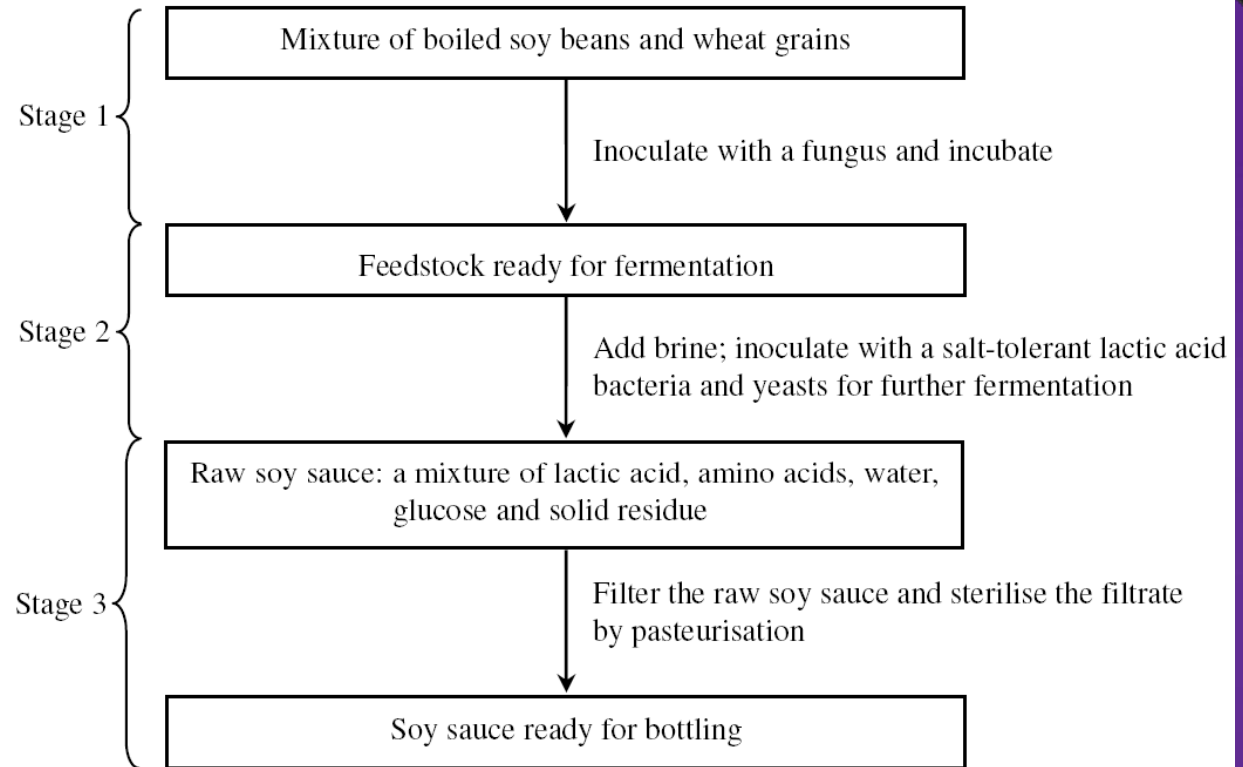 Mixture of boiled soy beans and wheat grains
Stage 1
Inoculate with a fungus and incubate
Feedstock ready for fermentation
Stage 2
Add brine; inoculate with a salt-tolerant lactic acid
bacteria and yeasts for further fermentation
Raw soy sauce: a mixture of lactic acid, amino acids, water,
glucose and solid residue
Stage 3
Filter the raw soy sauce and sterilise the filtrate
by pasteurisation
Soy sauce ready for bottling